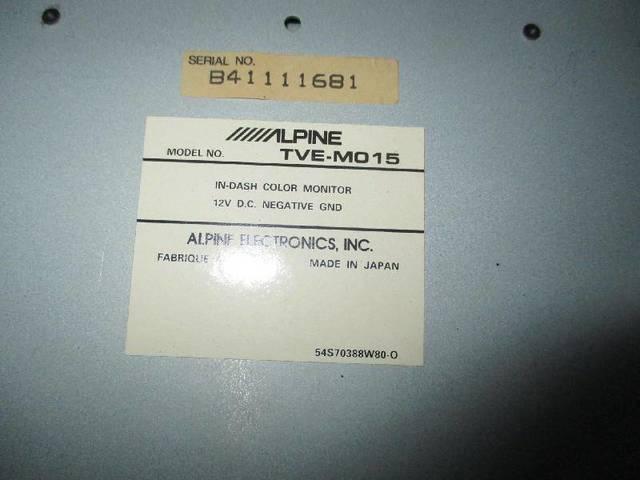 SERIAL NO.
B41111681
ALPINE
MODEL NO. TVE-M015
IN-DASH COLOR MONITOR
12V D.C. NEGATIVE GND
ALPINE ELECTRONICS, INC.
FABRIQUE MADE IN JAPAN
54S70388W80-O